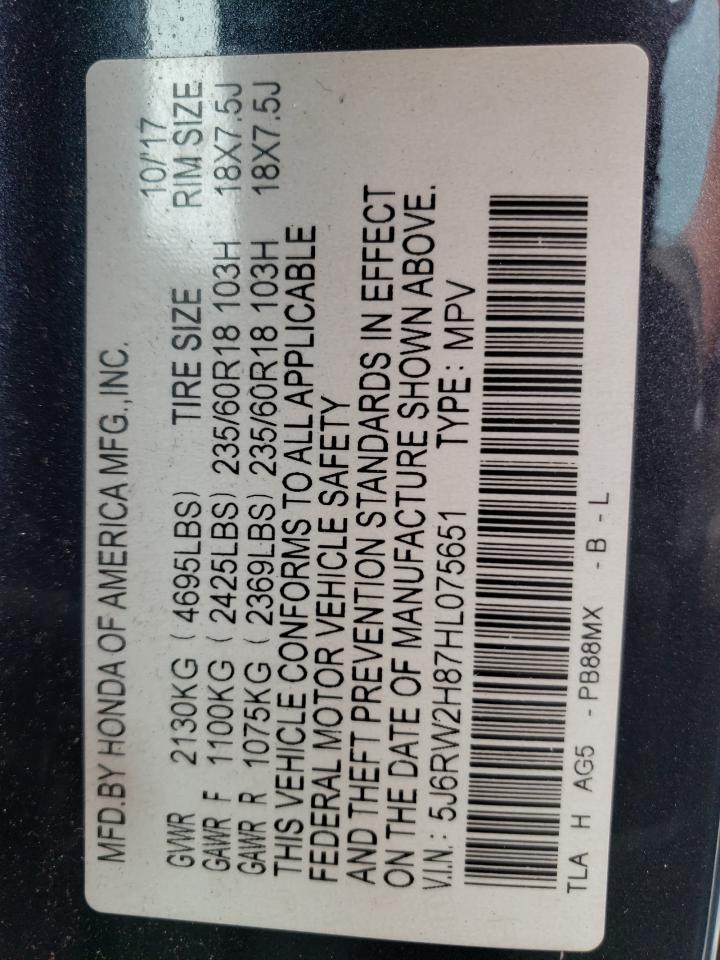 MFD.BY HONDA OF AMERICA MFG.,INC. 10/'17
GVWR 2130KG ( 4695LBS) TIRE SIZE RIM SIZE
GAWR F 1100KG ( 2425LBS) 235/60R18 103H 18X7.5J
GAWR R 1075KG ( 2369LBS) 235/60R18 103H 18X7.5J
THIS VEHICLE CONFORMS TO ALL APPLICABLE
FEDERAL MOTOR VEHICLE SAFETY
AND THEFT PREVENTION STANDARDS IN EFFECT
ON THE DATE OF MANUFACTURE SHOWN ABOVE.
V.I.N.: 5J6RW2H87HL075651 TYPE: MPV
TLA H AG5 - PB88MX - B - L